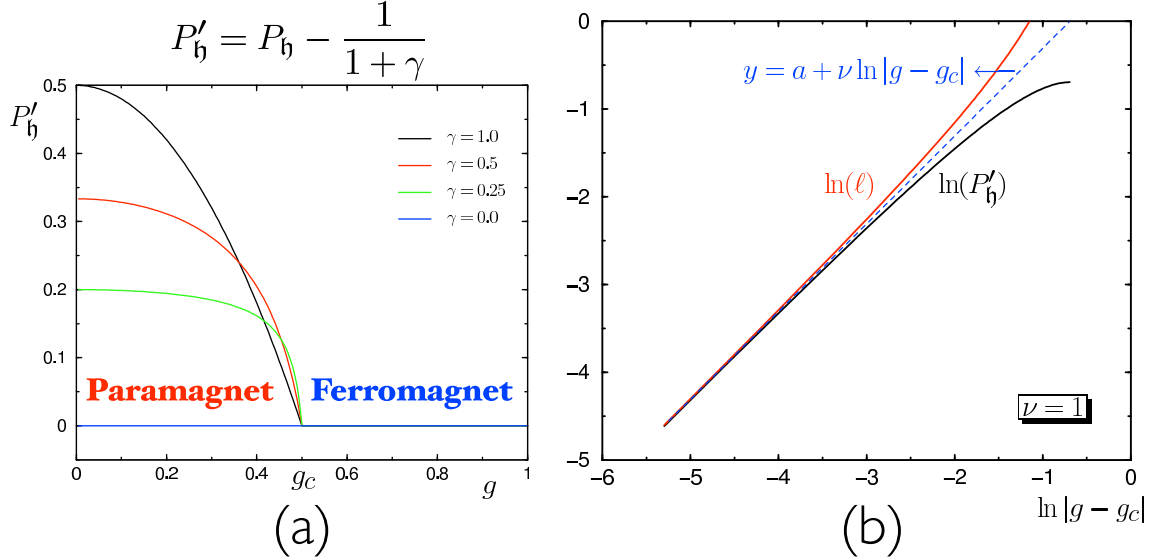 P′_𝔥 = P_𝔥 − 1/(1 + γ)
P′_𝔥
0.5
0.4
0.3
0.2
0.1
0
γ = 1.0
γ = 0.5
γ = 0.25
γ = 0.0
Paramagnet Ferromagnet
0 0.2 0.4 g_c 0.6 0.8 g 1
(a)
0
−1
−2
−3
−4
−5
y = a + ν ln |g − g_c|
ln(ℓ)
ln(P′_𝔥)
ν = 1
−6 −5 −4 −3 −2 −1 0
ln |g − g_c|
(b)